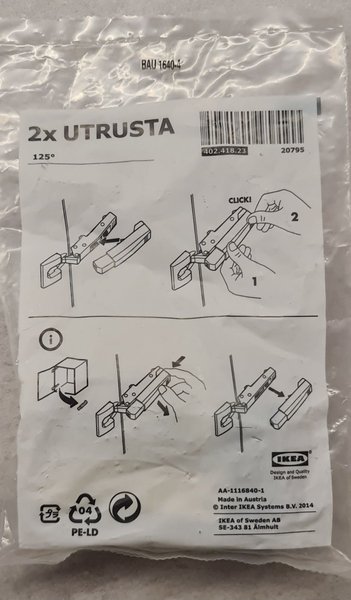 BAU 1640-4
2x UTRUSTA
125°
402.418.23
20795
CLICK!
2
1
i
IKEA
Design and Quality
IKEA of Sweden
AA-1116840-1
Made in Austria
© Inter IKEA Systems B.V. 2014
IKEA of Sweden AB
SE-343 81 Älmhult
04
PE-LD